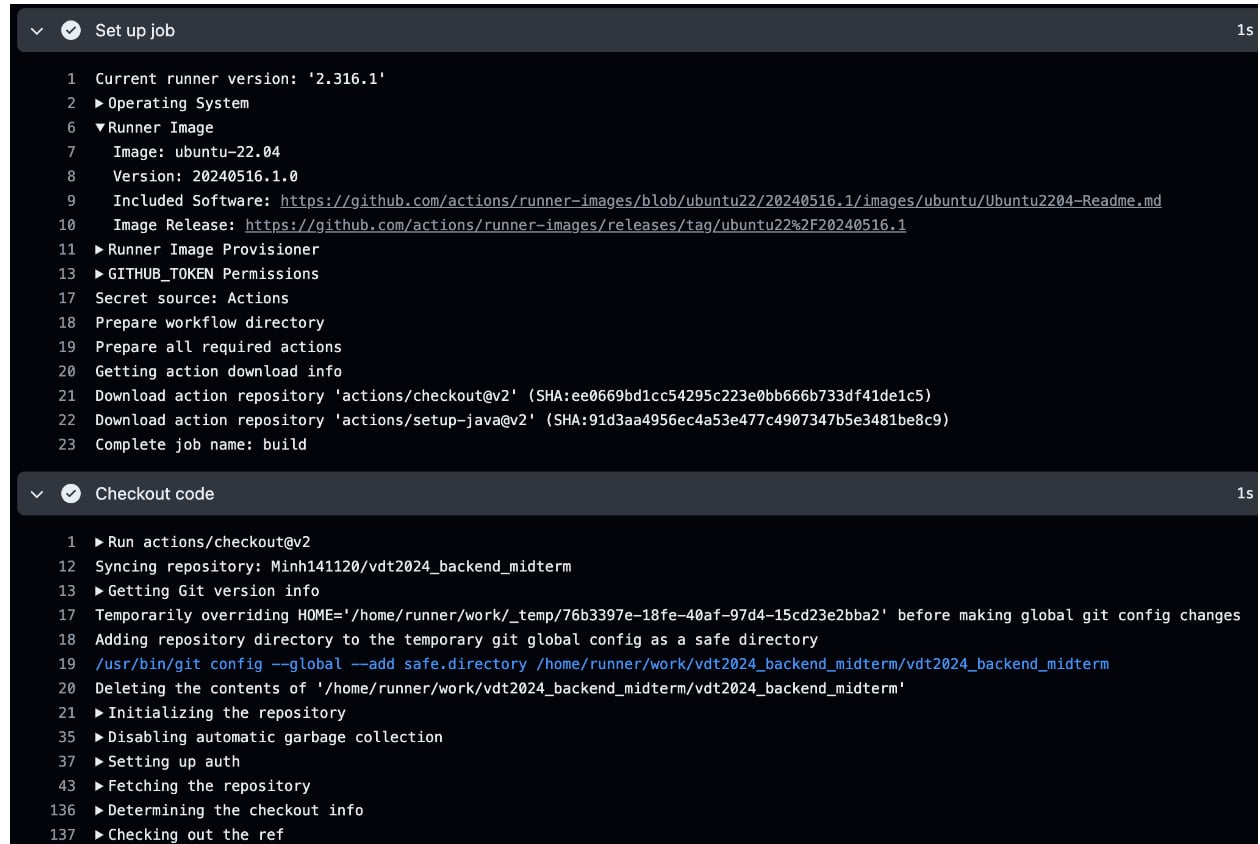 Set up job
1s
1 Current runner version: '2.316.1'
2 ▶ Operating System
6 ▼ Runner Image
7 Image: ubuntu-22.04
8 Version: 20240516.1.0
9 Included Software: https://github.com/actions/runner-images/blob/ubuntu22/20240516.1/images/ubuntu/Ubuntu2204-Readme.md
10 Image Release: https://github.com/actions/runner-images/releases/tag/ubuntu22%2F20240516.1
11 ▶ Runner Image Provisioner
13 ▶ GITHUB_TOKEN Permissions
17 Secret source: Actions
18 Prepare workflow directory
19 Prepare all required actions
20 Getting action download info
21 Download action repository 'actions/checkout@v2' (SHA:ee0669bd1cc54295c223e0bb666b733df41de1c5)
22 Download action repository 'actions/setup-java@v2' (SHA:91d3aa4956ec4a53e477c4907347b5e3481be8c9)
23 Complete job name: build
Checkout code
1s
1 ▶ Run actions/checkout@v2
12 Syncing repository: Minh141120/vdt2024_backend_midterm
13 ▶ Getting Git version info
17 Temporarily overriding HOME='/home/runner/work/_temp/76b3397e-18fe-40af-97d4-15cd23e2bba2' before making global git config changes
18 Adding repository directory to the temporary git global config as a safe directory
19 /usr/bin/git config --global --add safe.directory /home/runner/work/vdt2024_backend_midterm/vdt2024_backend_midterm
20 Deleting the contents of '/home/runner/work/vdt2024_backend_midterm/vdt2024_backend_midterm'
21 ▶ Initializing the repository
35 ▶ Disabling automatic garbage collection
37 ▶ Setting up auth
43 ▶ Fetching the repository
136 ▶ Determining the checkout info
137 ▶ Checking out the ref